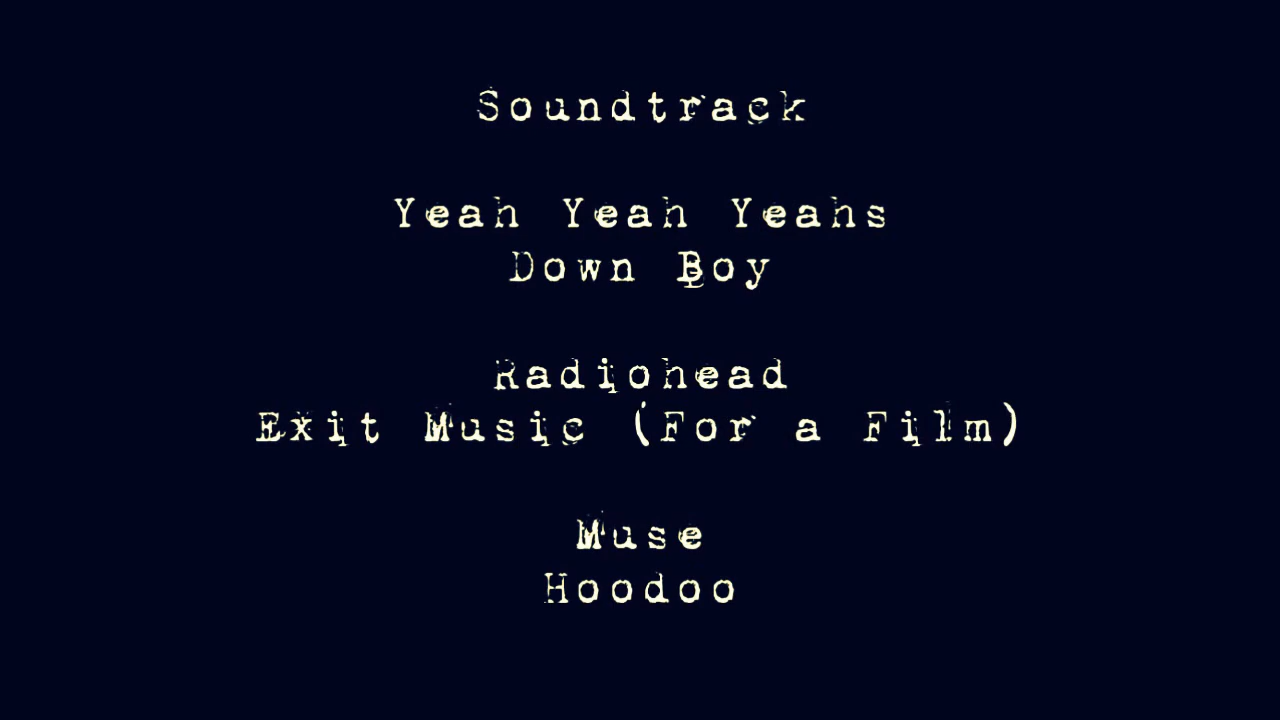 Soundtrack
Yeah Yeah Yeahs
Down Boy
Radiohead
Exit Music (For a Film)
Muse
Hoodoo